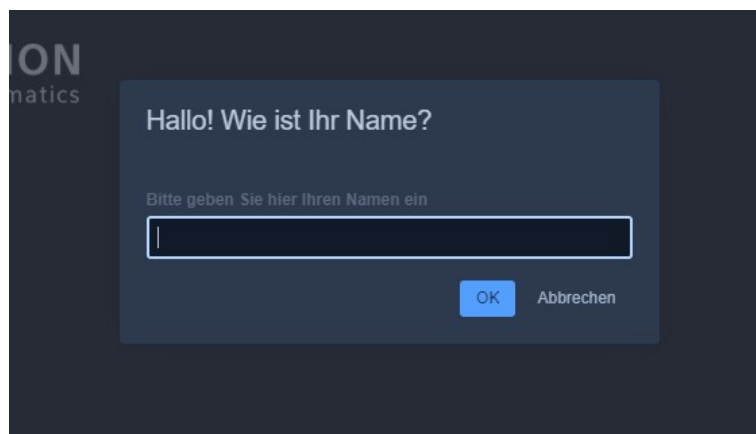 ION
matics
Hallo! Wie ist Ihr Name?
Bitte geben Sie hier Ihren Namen ein
OK
Abbrechen